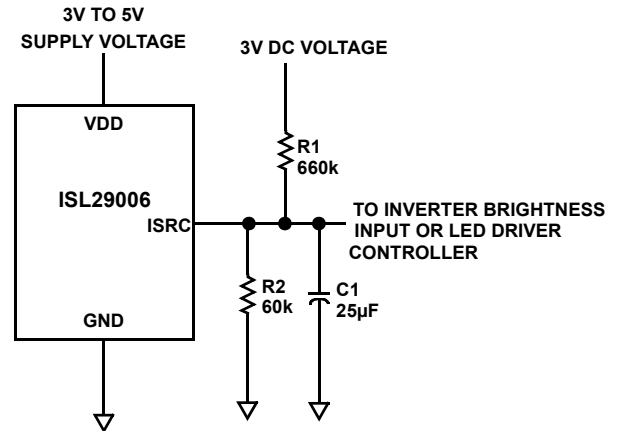 3V TO 5V
SUPPLY VOLTAGE
3V DC VOLTAGE
VDD
R1
660k
ISL29006
ISRC
TO INVERTER BRIGHTNESS
INPUT OR LED DRIVER
CONTROLLER
R2
60k
C1
25µF
GND